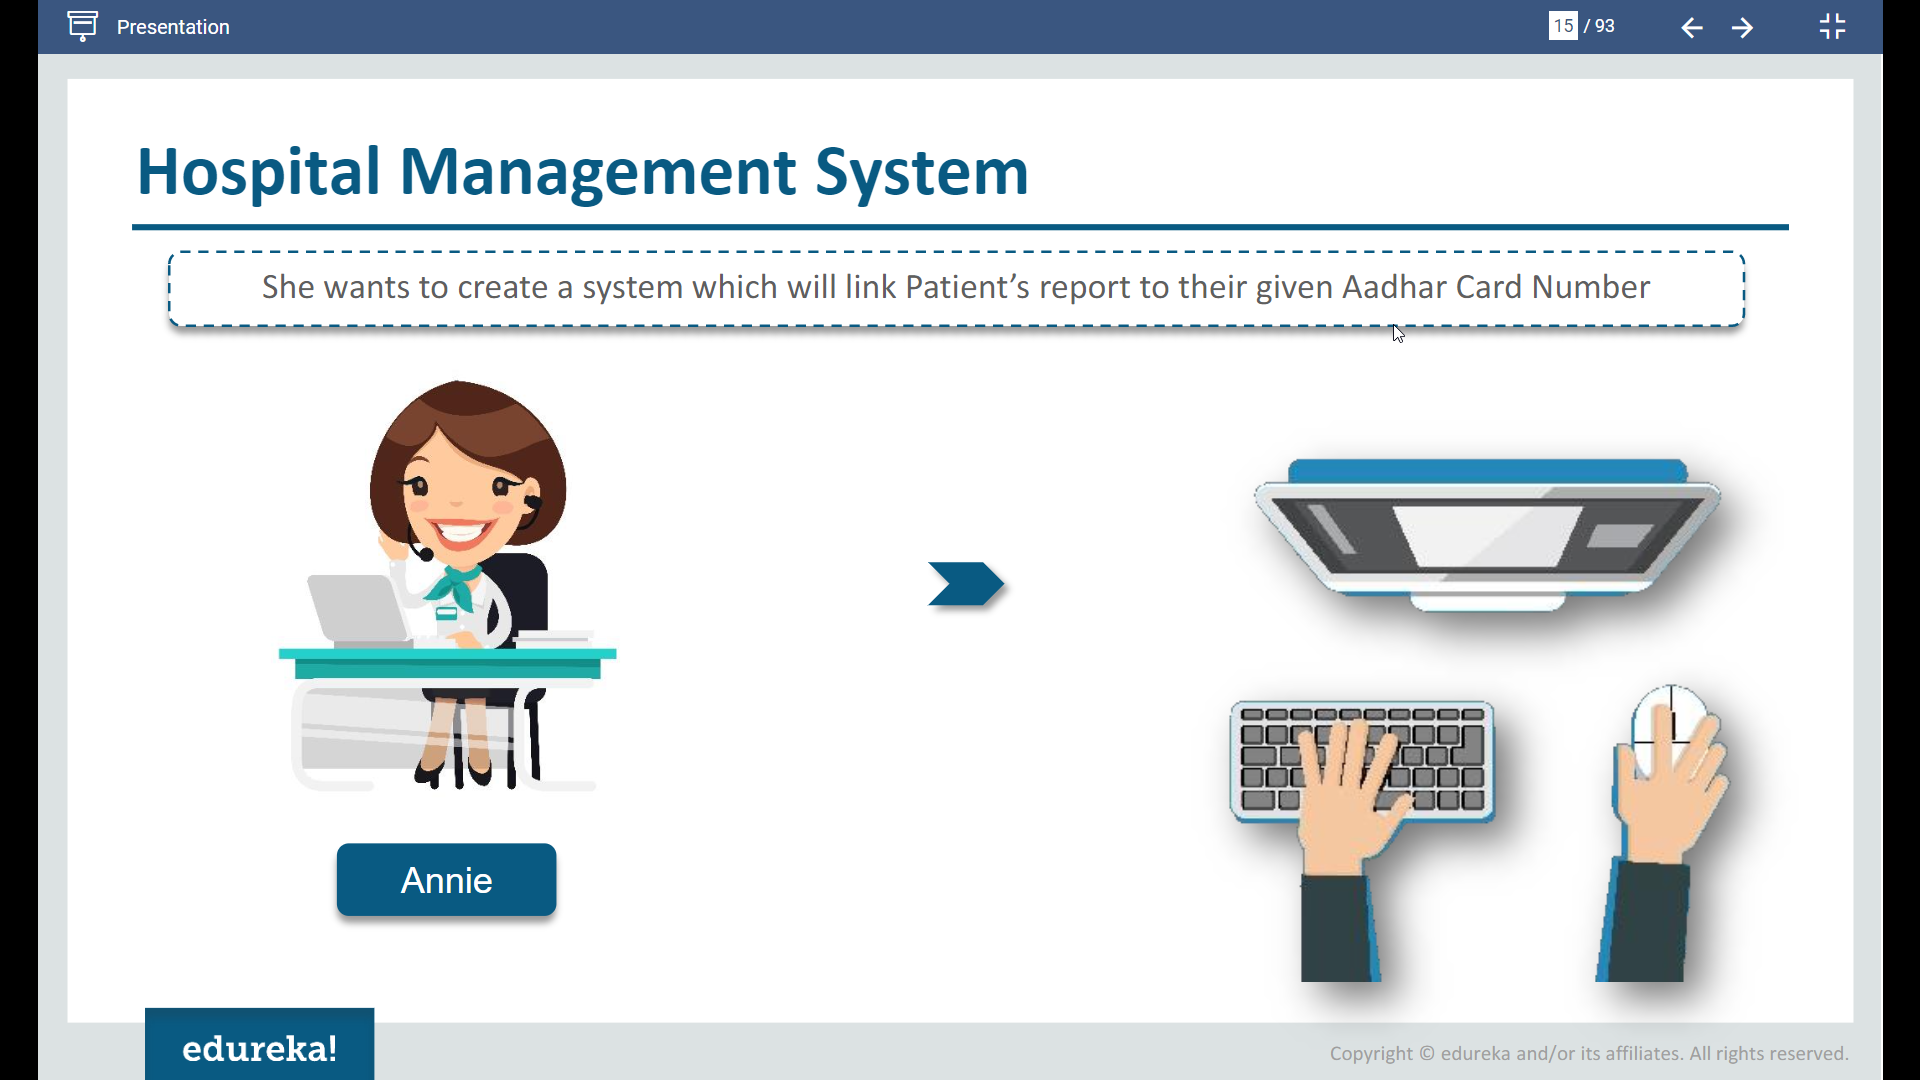 Presentation
15 / 93
Hospital Management System
She wants to create a system which will link Patient’s report to their given Aadhar Card Number
Annie
edureka!
Copyright © edureka and/or its affiliates. All rights reserved.